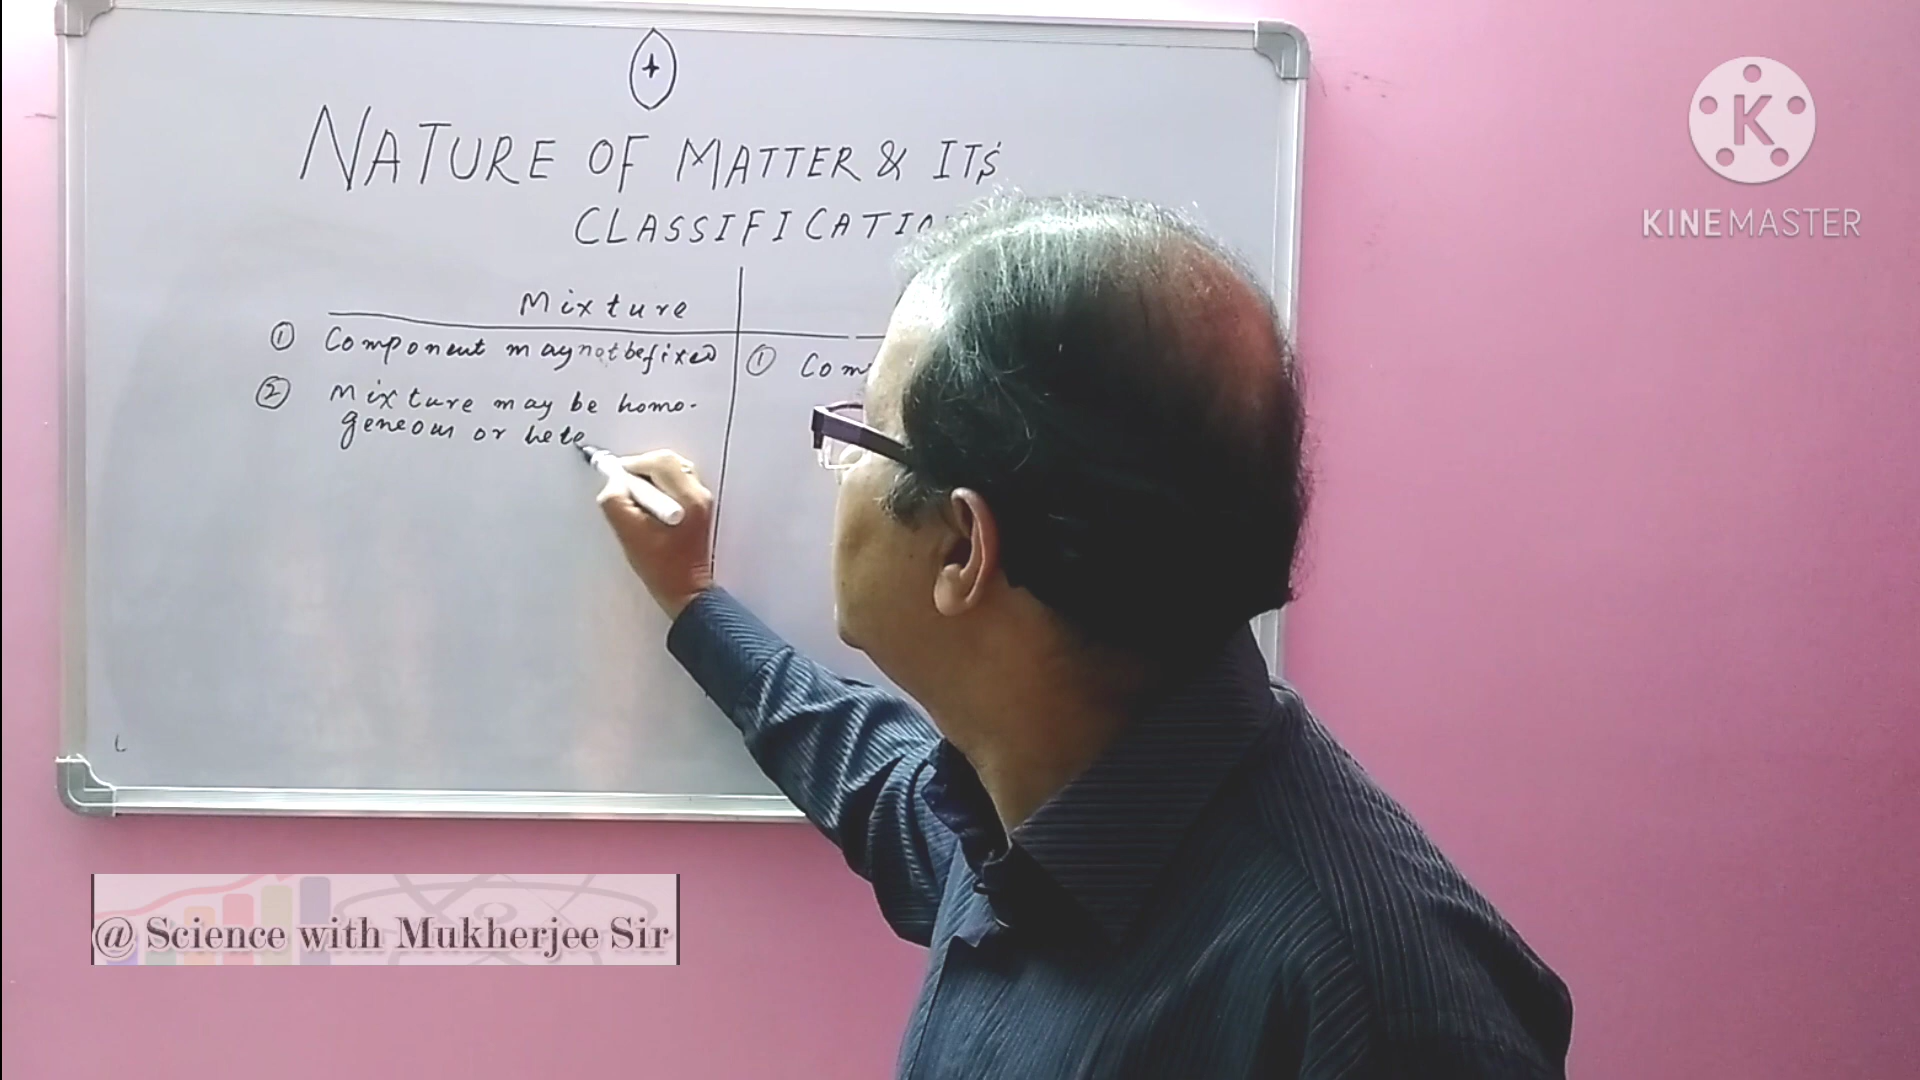 NATURE OF MATTER & ITS
CLASSIFICATIO
Mixture
① Component may not be fixed
② Mixture may be homo-
geneous or hete
① Com
K
KINEMASTER
@ Science with Mukherjee Sir